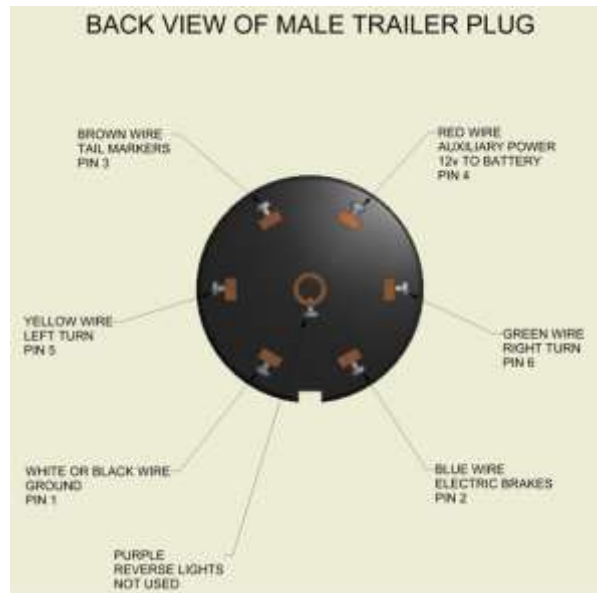 BACK VIEW OF MALE TRAILER PLUG
BROWN WIRE
TAIL MARKERS
PIN 3
RED WIRE
AUXILIARY POWER
12v TO BATTERY
PIN 4
YELLOW WIRE
LEFT TURN
PIN 5
GREEN WIRE
RIGHT TURN
PIN 6
WHITE OR BLACK WIRE
GROUND
PIN 1
BLUE WIRE
ELECTRIC BRAKES
PIN 2
PURPLE
REVERSE LIGHTS
NOT USED